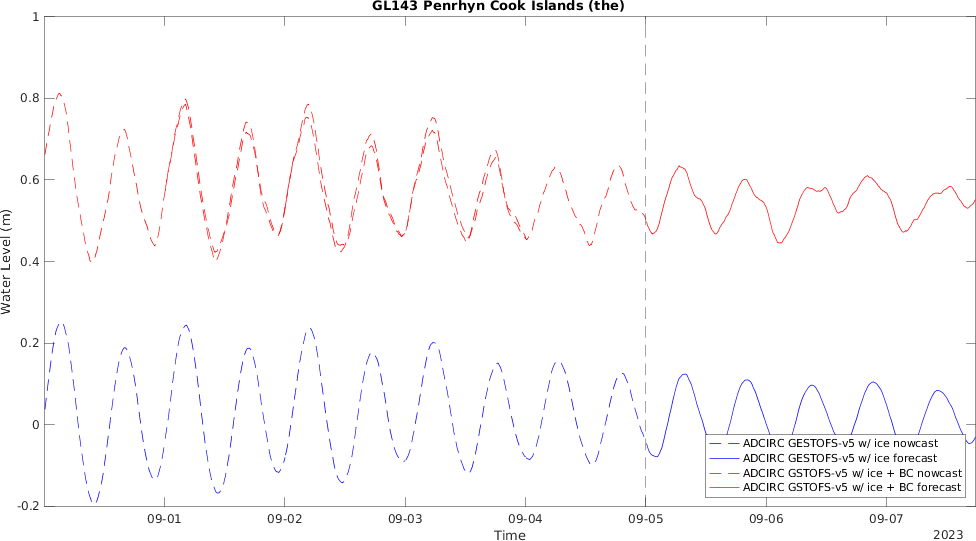 GL143 Penrhyn Cook Islands (the)
1
0.8
0.6
0.4
0.2
0
-0.2
Water Level (m)
ADCIRC GESTOFS-v5 w/ ice nowcast
ADCIRC GESTOFS-v5 w/ ice forecast
ADCIRC GSTOFS-v5 w/ ice + BC nowcast
ADCIRC GSTOFS-v5 w/ ice + BC forecast
09-01 09-02 09-03 09-04 09-05 09-06 09-07
Time
2023